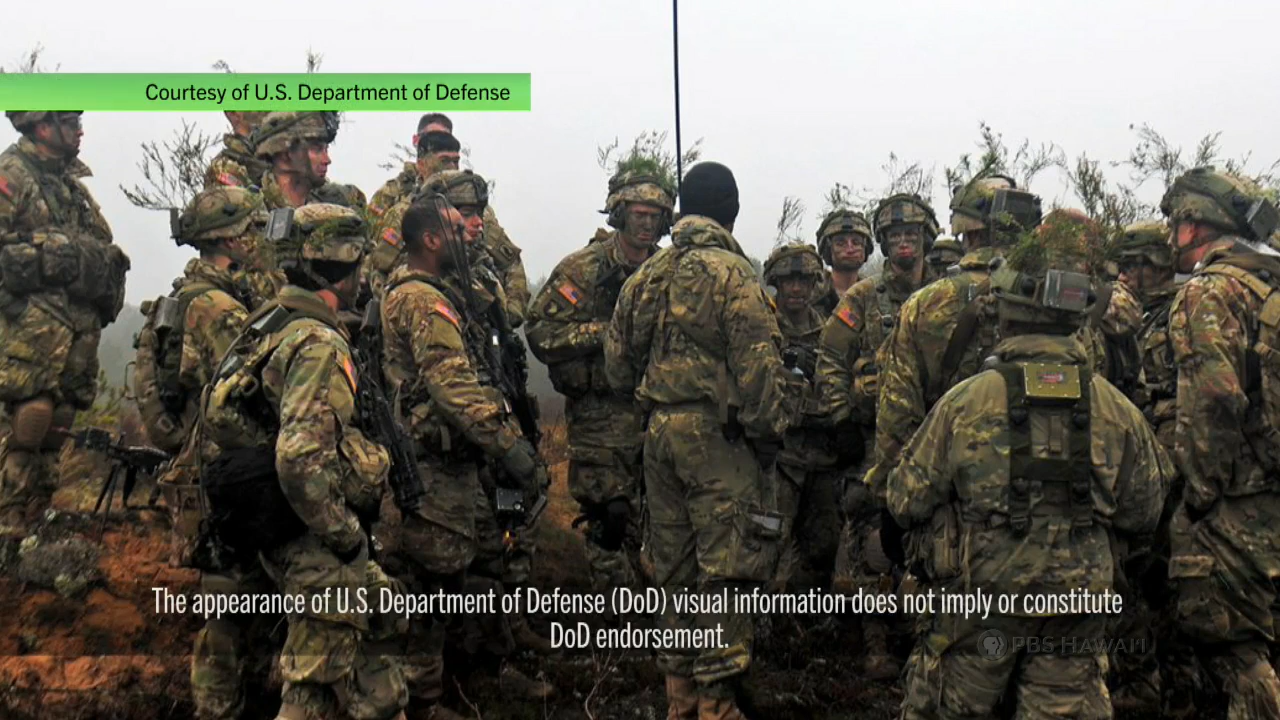 Courtesy of U.S. Department of Defense
The appearance of U.S. Department of Defense (DoD) visual information does not imply or constitute
DoD endorsement.
PBS HAWAI'I